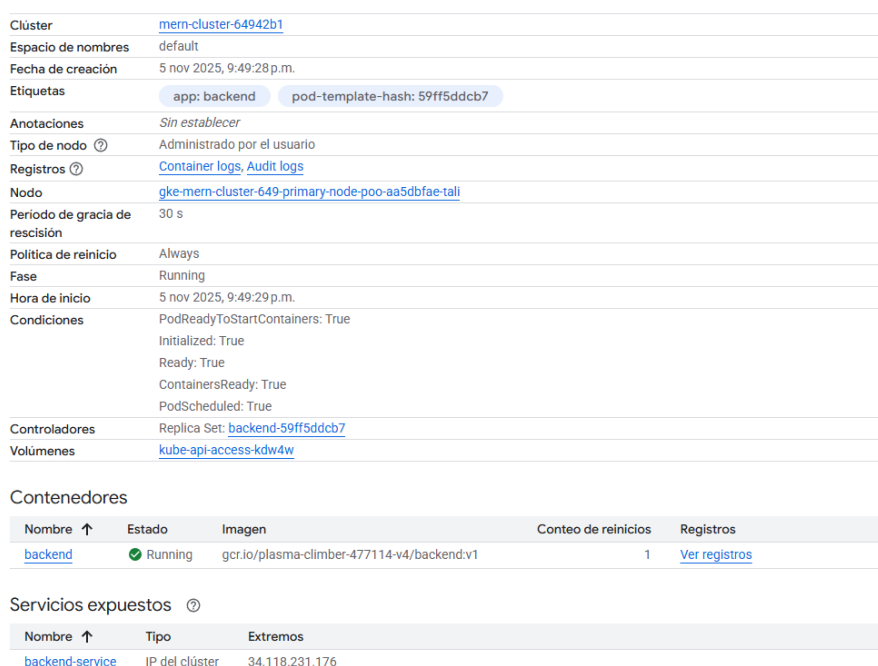 Clúster mern-cluster-64942b1
Espacio de nombres default
Fecha de creación 5 nov 2025, 9:49:28 p.m.
Etiquetas app: backend pod-template-hash: 59ff5ddcb7
Anotaciones Sin establecer
Tipo de nodo Administrado por el usuario
Registros Container logs, Audit logs
Nodo gke-mern-cluster-649-primary-node-poo-aa5dbfae-tali
Período de gracia de rescisión 30 s
Política de reinicio Always
Fase Running
Hora de inicio 5 nov 2025, 9:49:29 p.m.
Condiciones PodReadyToStartContainers: True
Initialized: True
Ready: True
ContainersReady: True
PodScheduled: True
Controladores Replica Set: backend-59ff5ddcb7
Volúmenes kube-api-access-kdw4w
Contenedores
Nombre Estado Imagen Conteo de reinicios Registros
backend Running gcr.io/plasma-climber-477114-v4/backend:v1 1 Ver registros
Servicios expuestos
Nombre Tipo Extremos
backend-service IP del clúster 34.118.231.176